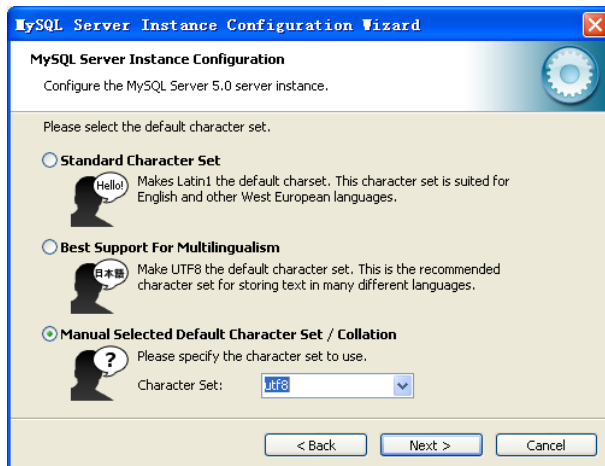 MySQL Server Instance Configuration Wizard
MySQL Server Instance Configuration
Configure the MySQL Server 5.0 server instance.
Please select the default character set.
Standard Character Set
Hello!
Makes Latin1 the default charset. This character set is suited for
English and other West European languages.
Best Support For Multilingualism
日本語
Make UTF8 the default character set. This is the recommended
character set for storing text in many different languages.
Manual Selected Default Character Set / Collation
?
Please specify the character set to use.
Character Set: utf8
< Back Next > Cancel